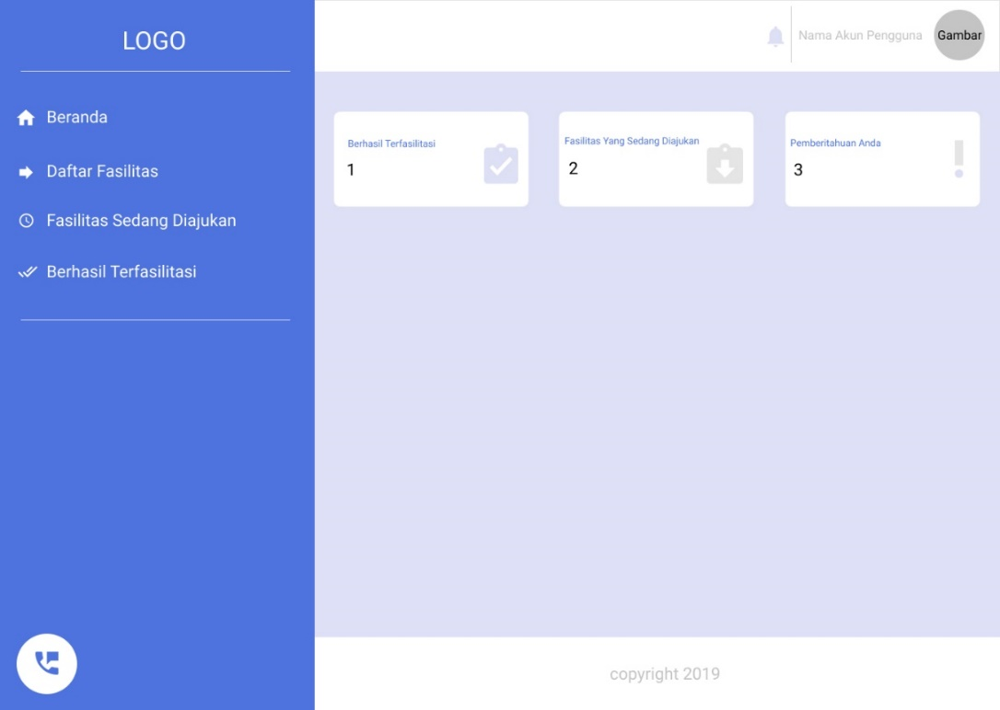 LOGO
Beranda
Daftar Fasilitas
Fasilitas Sedang Diajukan
Berhasil Terfasilitasi
Nama Akun Pengguna
Gambar
Berhasil Terfasilitasi
1
Fasilitas Yang Sedang Diajukan
2
Pemberitahuan Anda
3
copyright 2019